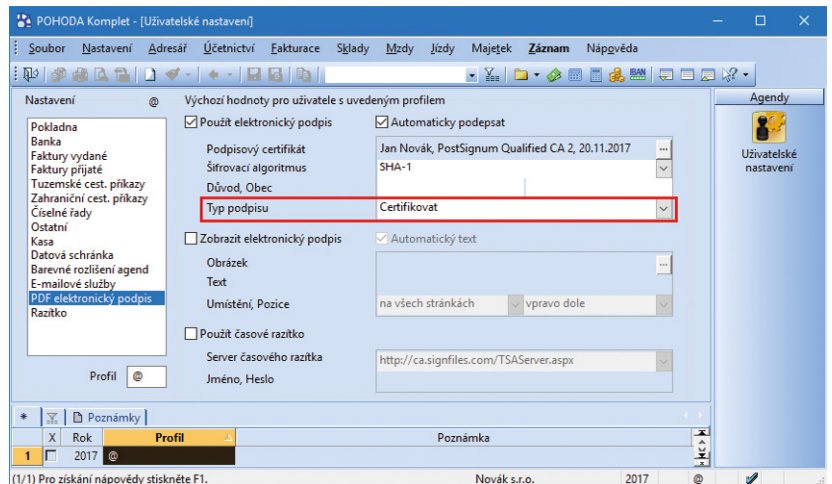 POHODA Komplet - [Uživatelské nastavení]
Soubor Nastavení Adresář Účetnictví Fakturace Sklady Mzdy Jízdy Majetek Záznam Nápověda
IBAN
Nastavení @
Pokladna
Banka
Faktury vydané
Faktury přijaté
Tuzemské cest. příkazy
Zahraniční cest. příkazy
Číselné řady
Ostatní
Kasa
Datová schránka
Barevné rozlišení agend
E-mailové služby
PDF elektronický podpis
Razítko
Profil @
Výchozí hodnoty pro uživatele s uvedeným profilem
Použít elektronický podpis Automaticky podepsat
Podpisový certifikát Jan Novák, PostSignum Qualified CA 2, 20.11.2017 ...
Šifrovací algoritmus SHA-1
Důvod, Obec
Typ podpisu Certifikovat
Zobrazit elektronický podpis Automatický text
Obrázek ...
Text
Umístění, Pozice na všech stránkách vpravo dole
Použít časové razítko
Server časového razítka http://ca.signfiles.com/TSAServer.aspx
Jméno, Heslo
Agendy
Uživatelské
nastavení
* Poznámky
X Rok Profil Poznámka
1 2017 @
(1/1) Pro získání nápovědy stiskněte F1. Novák s.r.o. 2017 @